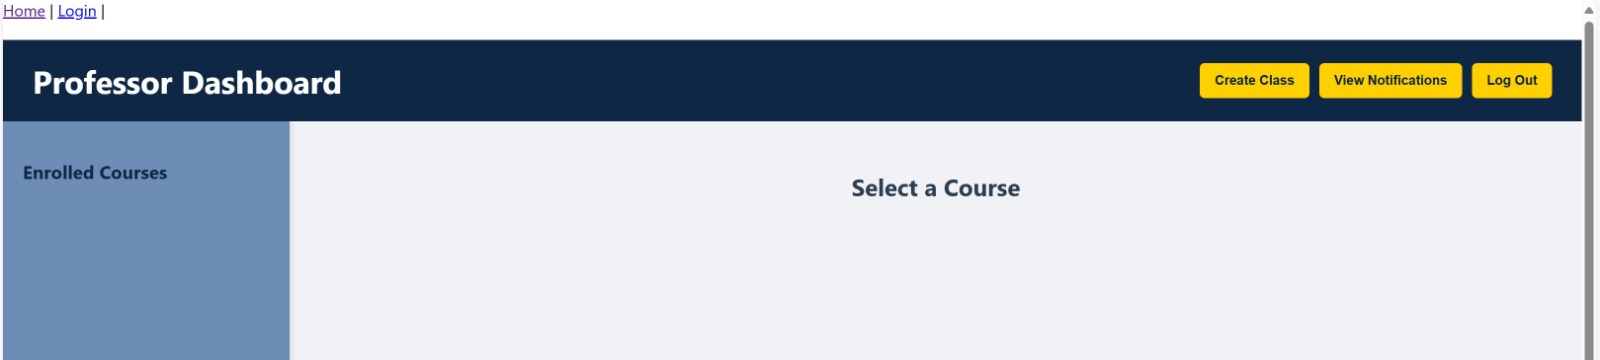 Home | Login |
Professor Dashboard
Create Class
View Notifications
Log Out
Enrolled Courses
Select a Course